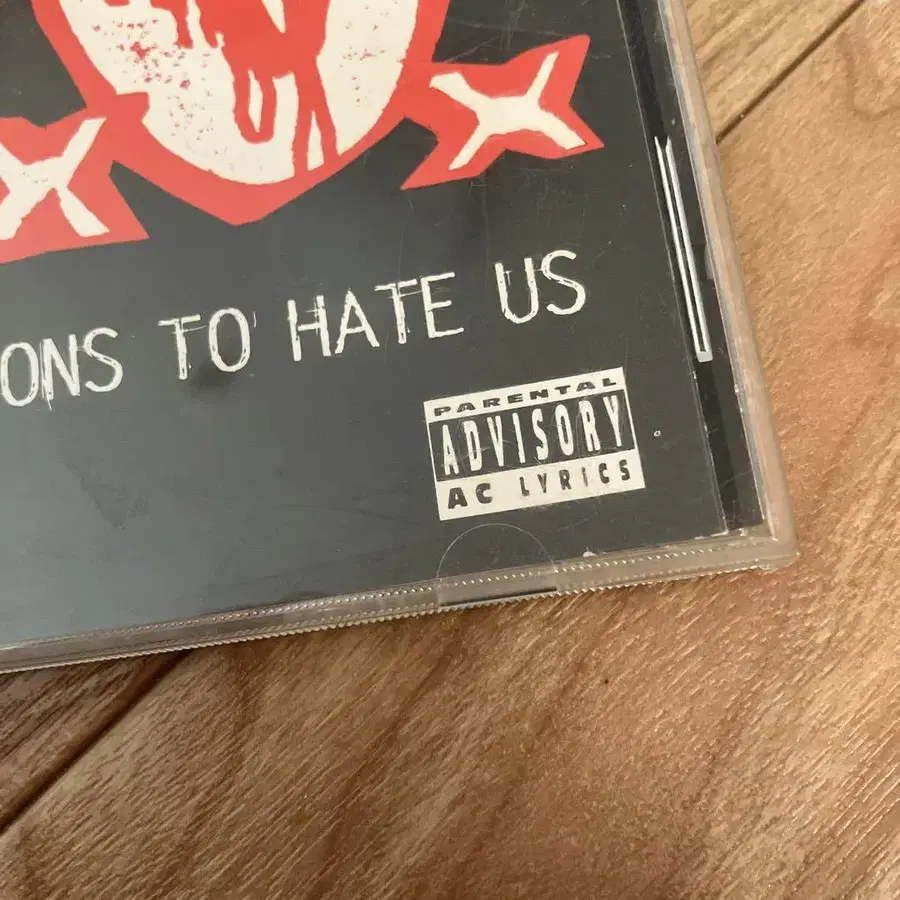 ONS TO HATE US
PARENTAL
ADVISORY
AC LYRICS